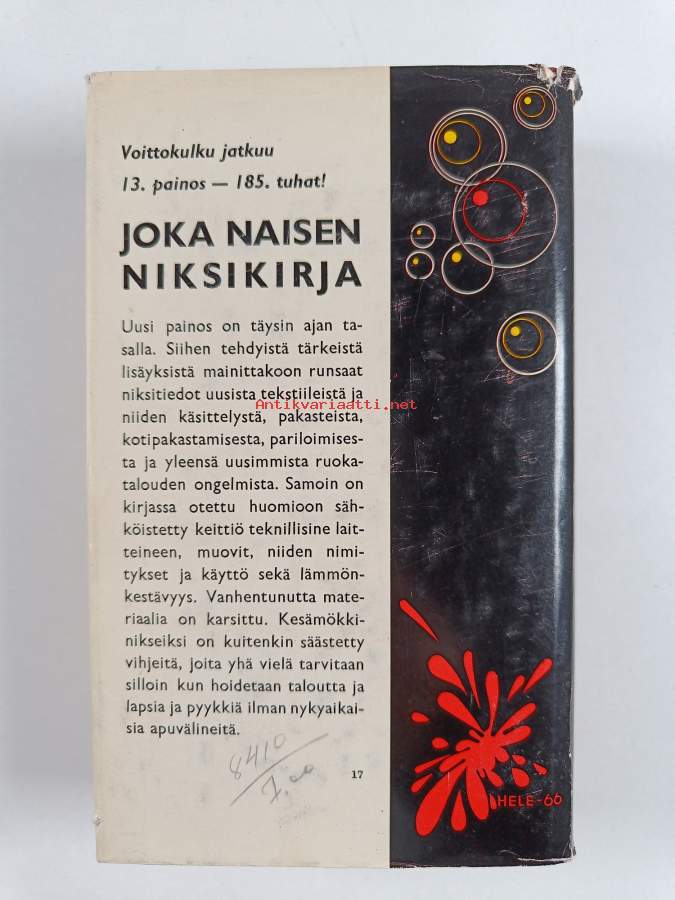 Voittokulku jatkuu
13. painos — 185. tuhat!
JOKA NAISEN
NIKSIKIRJA
Uusi painos on täysin ajan ta-
salla. Siihen tehdyistä tärkeistä
lisäyksistä mainittakoon runsaat
niksitiedot uusista tekstiileistä ja
niiden käsittelystä, pakasteista,
kotipakastamisesta, pariloimises-
ta ja yleensä uusimmista ruoka-
talouden ongelmista. Samoin on
kirjassa otettu huomioon säh-
köistetty keittiö teknillisine lait-
teineen, muovit, niiden nimi-
tykset ja käyttö sekä lämmön-
kestävyys. Vanhentunutta mate-
riaalia on karsittu. Kesämökki-
nikseiksi on kuitenkin säästetty
vihjeitä, joita yhä vielä tarvitaan
silloin kun hoidetaan taloutta ja
lapsia ja pyykkiä ilman nykyaikai-
sia apuvälineitä.
8410
7.00
17
HELE-66
Antikvariaatti.net